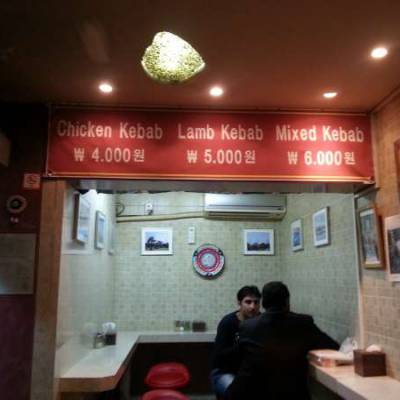 Chicken Kebab Lamb Kebab Mixed Kebab
₩ 4.000원 ₩ 5.000원 ₩ 6.000원